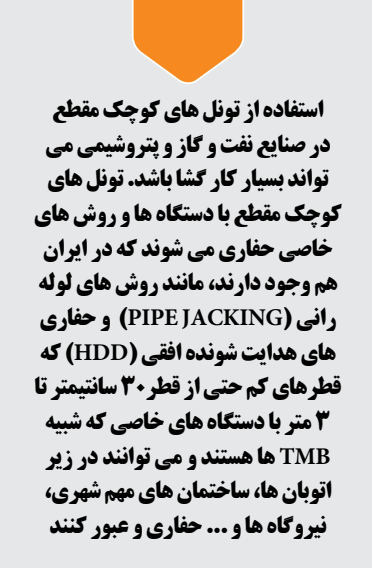 استفاده از تونل های کوچک مقطع
در صنایع نفت و گاز و پتروشیمی می
تواند بسیار کار گشا باشد. تونل های
کوچک مقطع با دستگاه ها و روش های
خاصی حفاری می شوند که در ایران
هم وجود دارند، مانند روش های لوله
رانی (PIPE JACKING) و حفاری
های هدایت شونده افقی (HDD) که
قطرهای کم حتی از قطر۳۰ سانتیمتر تا
۳ متر با دستگاه های خاصی که شبیه
TMB ها هستند و می توانند در زیر
اتوبان ها، ساختمان های مهم شهری،
نیروگاه ها و ... حفاری و عبور کنند